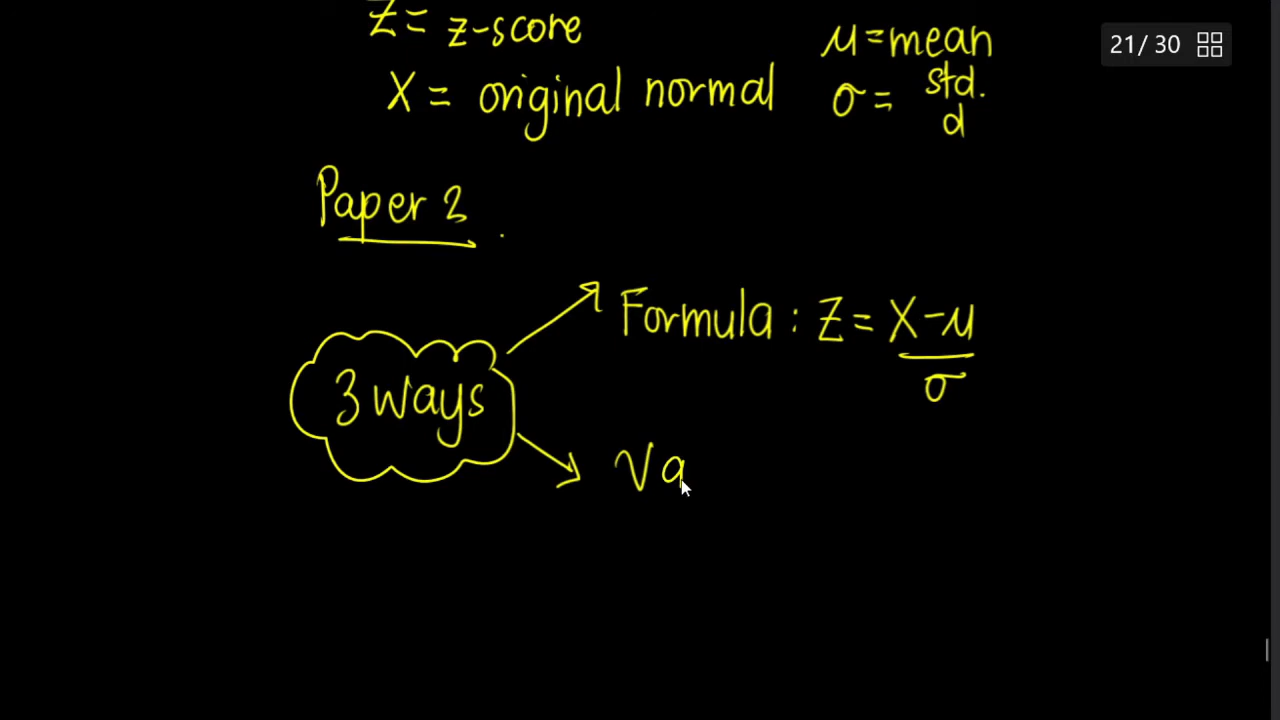 Z = z-score
μ = mean
21/ 30
X = original normal
σ = std. d
Paper 2
Formula : Z = X-μ
σ
3 ways
Va